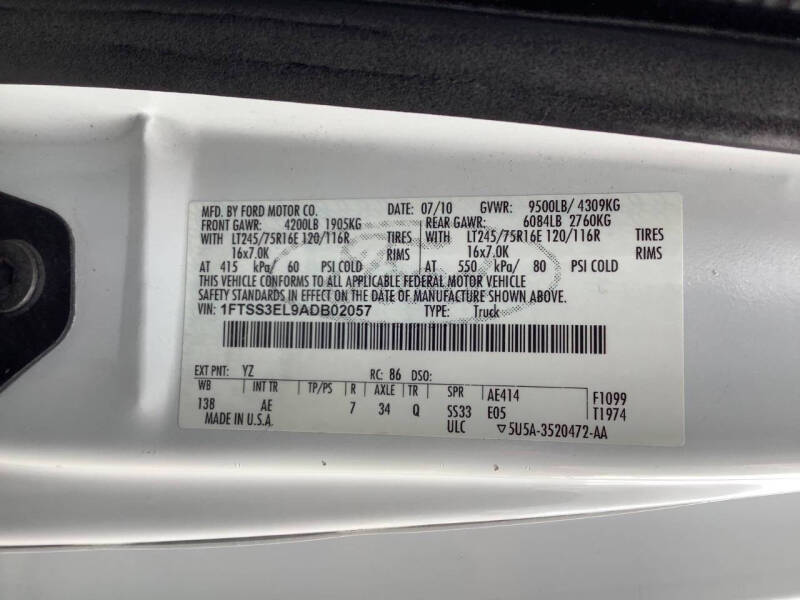 MFD. BY FORD MOTOR CO. DATE: 07/10 GVWR: 9500LB/ 4309KG
FRONT GAWR: 4200LB 1905KG REAR GAWR: 6084LB 2760KG
WITH LT245/75R16E 120/116R TIRES WITH LT245/75R16E 120/116R TIRES
16x7.0K RIMS 16x7.0K RIMS
AT 415 kPa/ 60 PSI COLD AT 550 kPa/ 80 PSI COLD
THIS VEHICLE CONFORMS TO ALL APPLICABLE FEDERAL MOTOR VEHICLE
SAFETY STANDARDS IN EFFECT ON THE DATE OF MANUFACTURE SHOWN ABOVE.
VIN: 1FTSS3EL9ADB02057 TYPE: Truck
EXT PNT: YZ RC: 86 DSO:
WB INT TR TP/PS R AXLE TR SPR AE414 F1099
138 AE 7 34 Q SS33 E05 T1974
MADE IN U.S.A. ULC ▽5U5A-3520472-AA